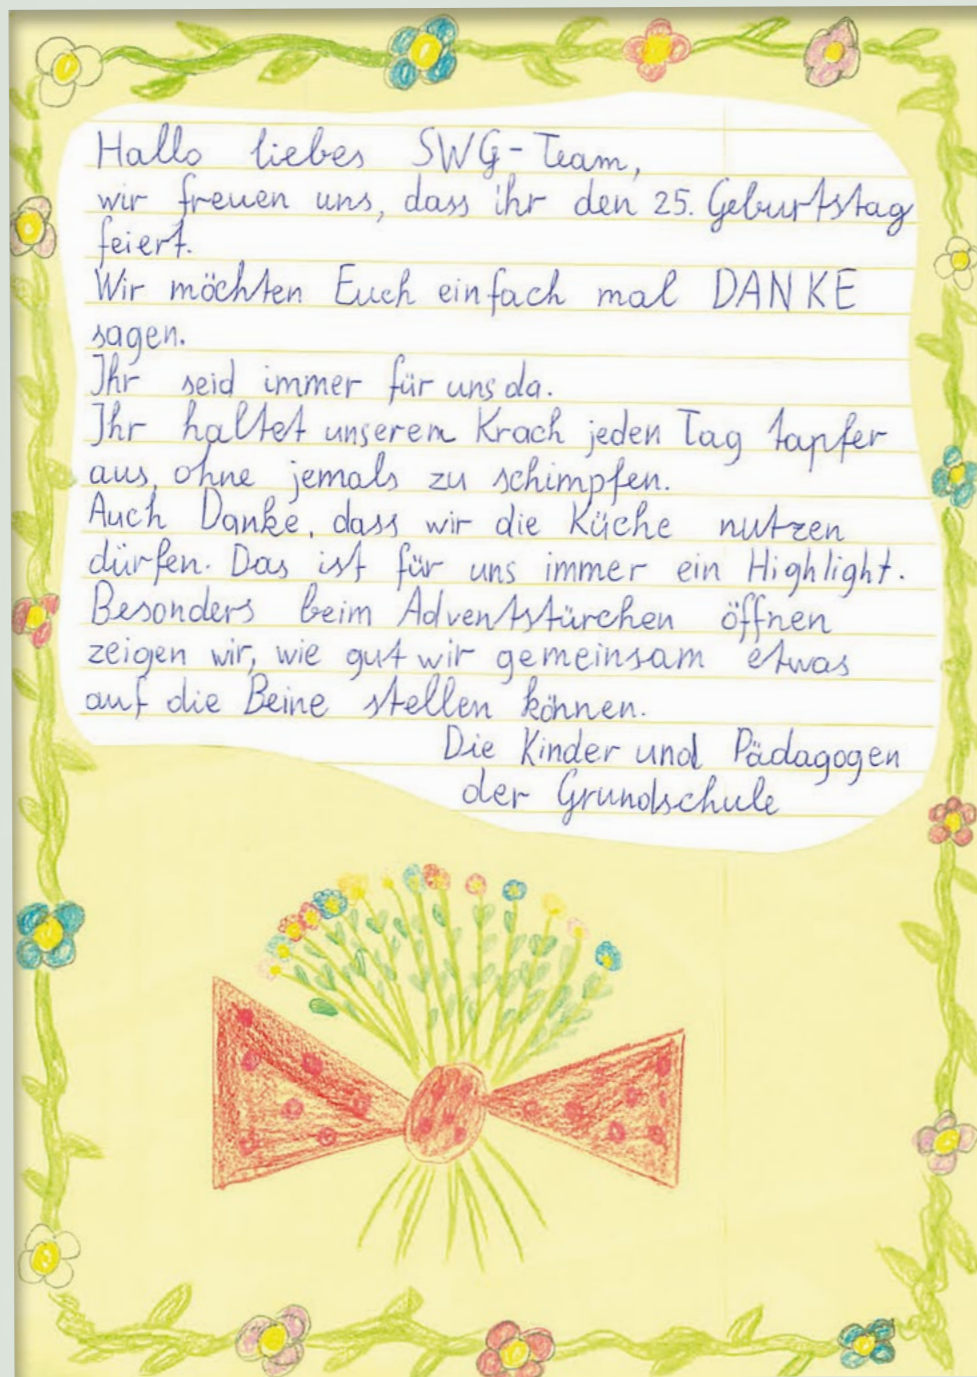 Hallo liebes SWG-Team,
wir freuen uns, dass ihr den 25. Geburtstag
feiert.
Wir möchten Euch einfach mal DANKE
sagen.
Ihr seid immer für uns da.
Ihr haltet unserem Krach jeden Tag tapfer
aus, ohne jemals zu schimpfen.
Auch Danke, dass wir die Küche nutzen
dürfen. Das ist für uns immer ein Highlight.
Besonders beim Adventstürchen öffnen
zeigen wir, wie gut wir gemeinsam etwas
auf die Beine stellen können.
Die Kinder und Pädagogen
der Grundschule